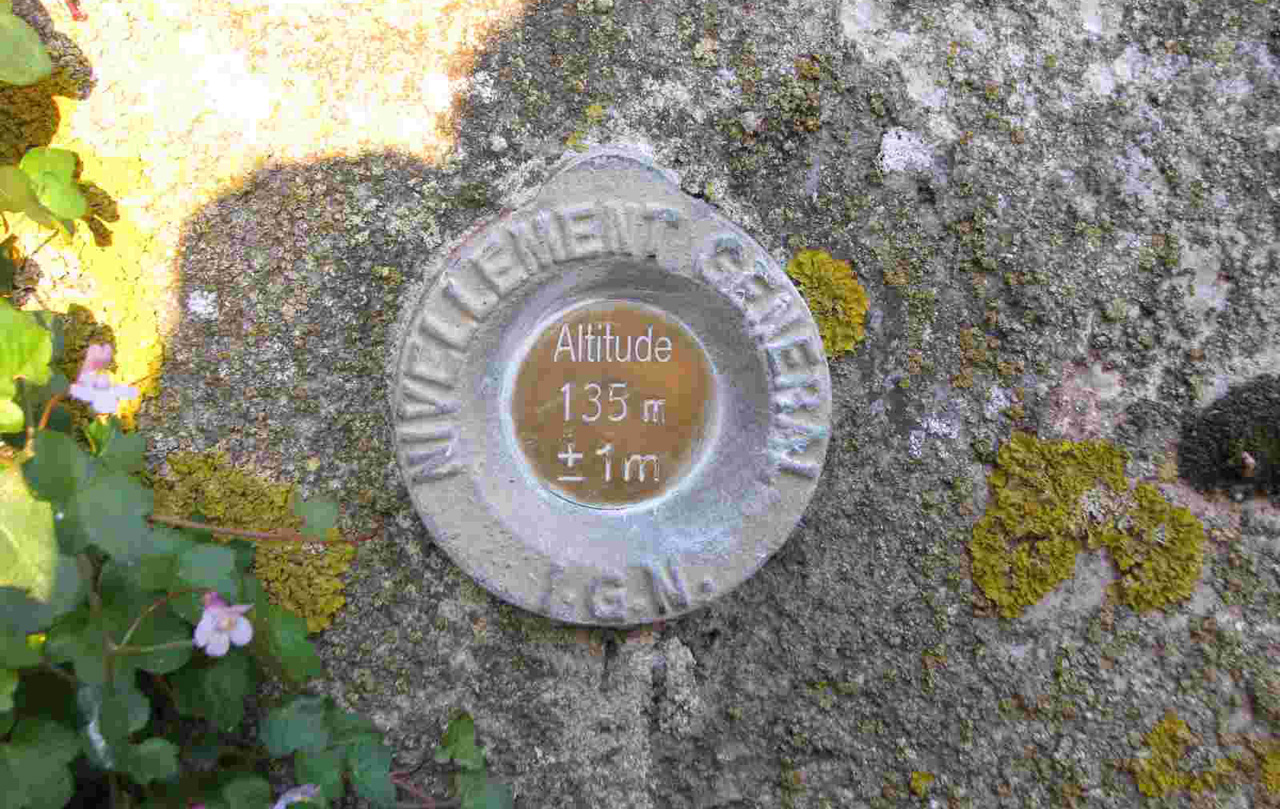 NIVELLEMENT GENERAL
Altitude
135 m
± 1m
I.G.N.